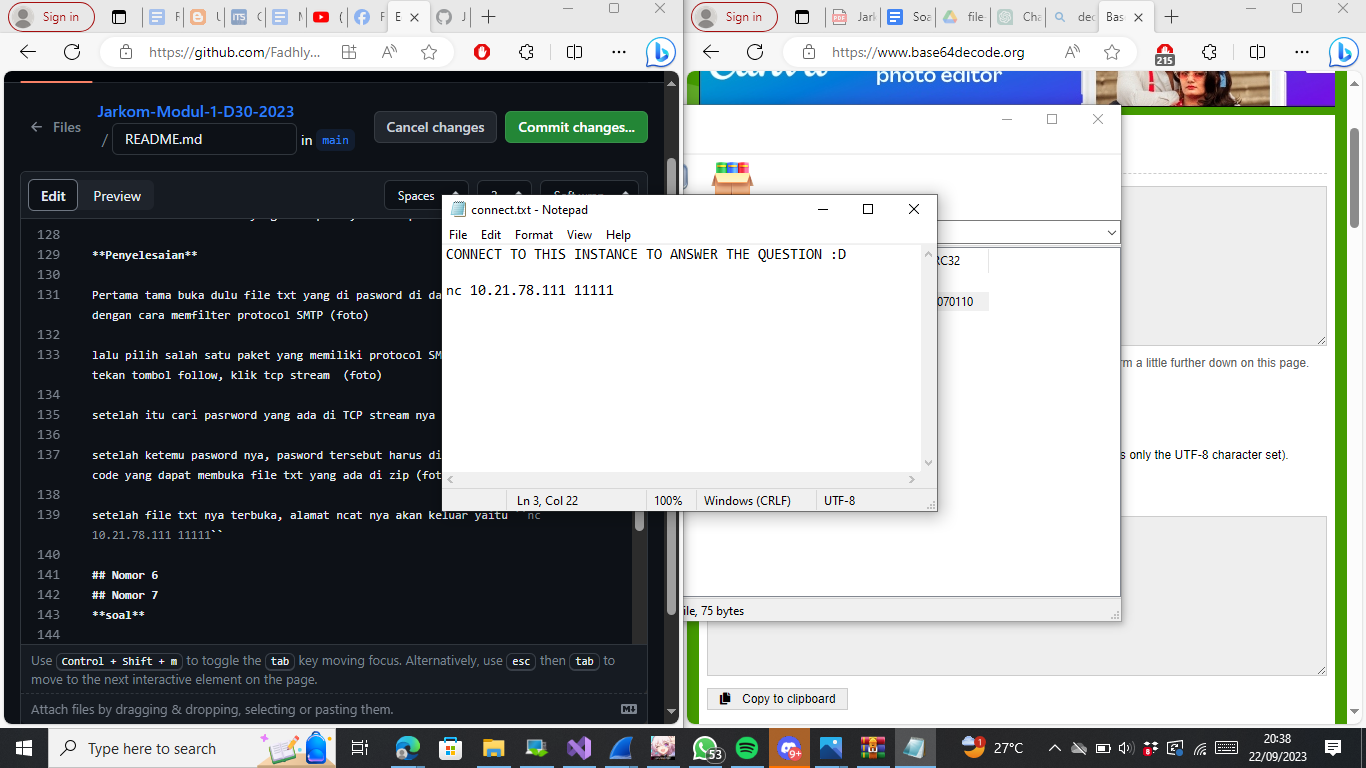 Sign in
https://github.com/Fadhly...
Files
Jarkom-Modul-1-D30-2023
/ README.md in main
Cancel changes
Commit changes...
Edit
Preview
Spaces
128
129 **Penyelesaian**
130
131 Pertama tama buka dulu file txt yang di pasword di da
dengan cara memfilter protocol SMTP (foto)
132
133 lalu pilih salah satu paket yang memiliki protocol SM
tekan tombol follow, klik tcp stream  (foto)
134
135 setelah itu cari pasrword yang ada di TCP stream nya
136
137 setelah ketemu pasword nya, pasword tersebut harus di
code yang dapat membuka file txt yang ada di zip (fot
138
139 setelah file txt nya terbuka, alamat ncat nya akan keluar yaitu ``nc
10.21.78.111 11111``
140
141 ## Nomor 6
142 ## Nomor 7
143 **soal**
144
Use Control + Shift + m to toggle the tab key moving focus. Alternatively, use esc then tab to
move to the next interactive element on the page.
Attach files by dragging & dropping, selecting or pasting them.
connect.txt - Notepad
File Edit Format View Help
CONNECT TO THIS INSTANCE TO ANSWER THE QUESTION :D
nc 10.21.78.111 11111
Ln 3, Col 22
100%
Windows (CRLF)
UTF-8
Sign in
Jark
Soa
file
Cha
dec
Bas
https://www.base64decode.org
215
photo editor
RC32
070110
rm a little further down on this page.
s only the UTF-8 character set).
file, 75 bytes
Copy to clipboard
Type here to search
53
9+
27°C
20:38
22/09/2023